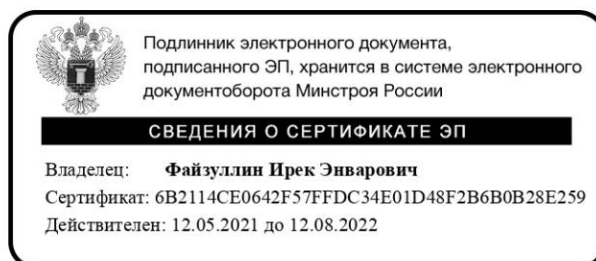 Подлинник электронного документа,
подписанного ЭП, хранится в системе электронного
документоборота Минстроя России
СВЕДЕНИЯ О СЕРТИФИКАТЕ ЭП
Владелец: Файзуллин Ирек Энварович
Сертификат: 6B2114CE0642F57FFDC34E01D48F2B6B0B28E259
Действителен: 12.05.2021 до 12.08.2022